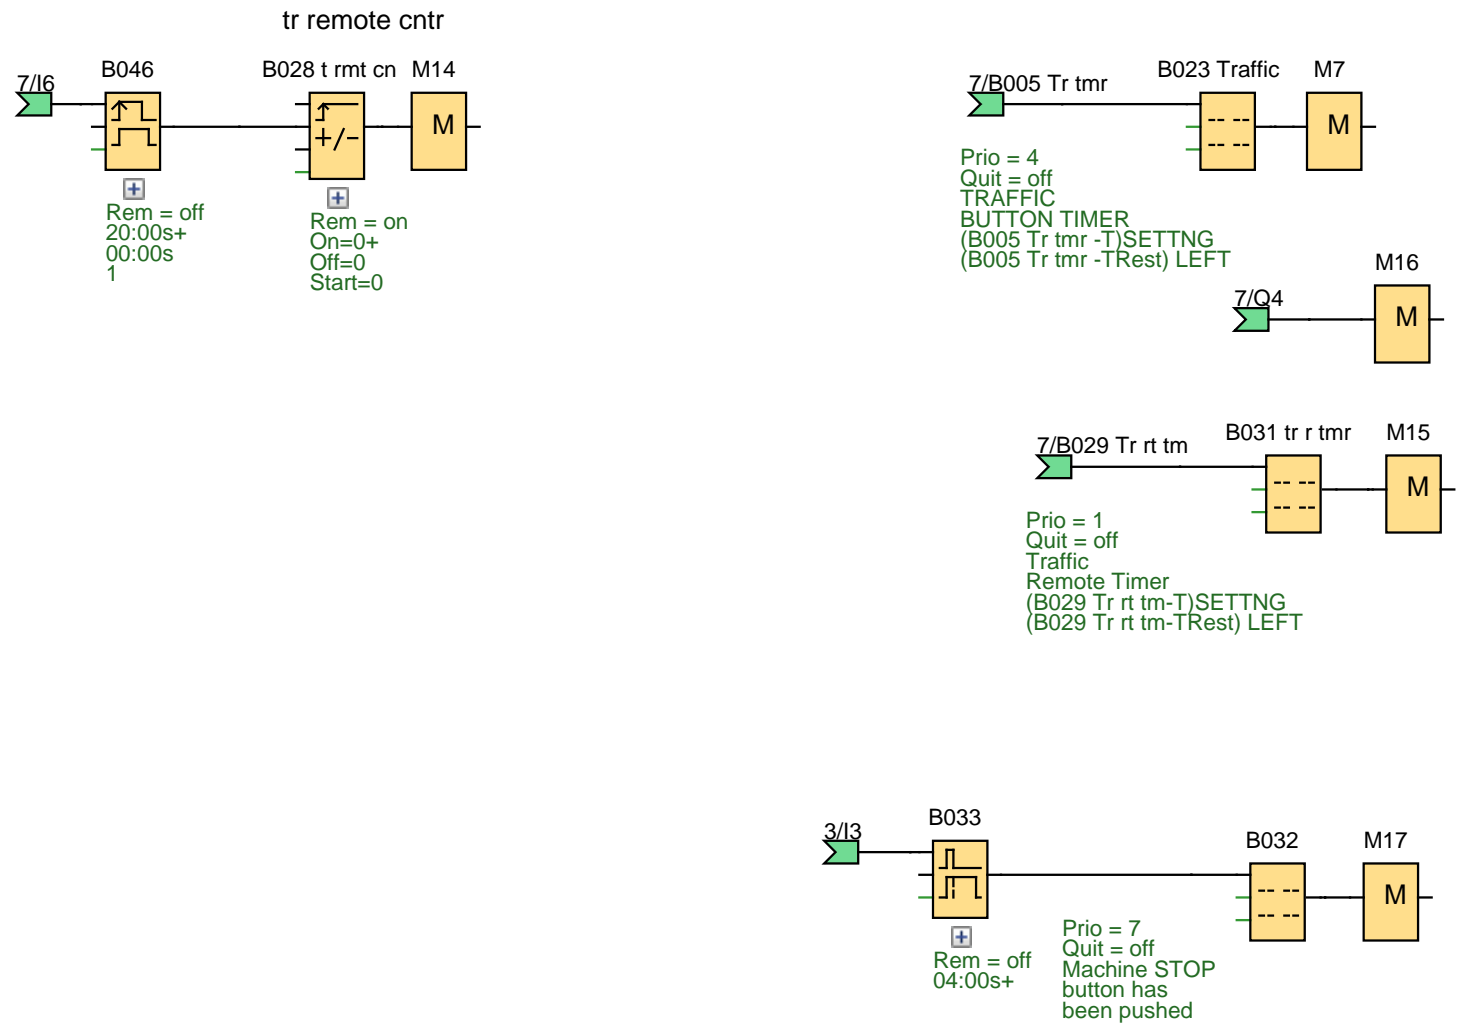 tr remote cntr
7/I6
B046
Rem = off
20:00s+
00:00s
1
B028 t rmt cn
+/−
Rem = on
On=0+
Off=0
Start=0
M14
M
7/B005 Tr tmr
B023 Traffic
M7
M
Prio = 4
Quit = off
TRAFFIC
BUTTON TIMER
(B005 Tr tmr -T)SETTNG
(B005 Tr tmr -TRest) LEFT
7/Q4
M16
M
7/B029 Tr rt tm
B031 tr r tmr
M15
M
Prio = 1
Quit = off
Traffic
Remote Timer
(B029 Tr rt tm-T)SETTNG
(B029 Tr rt tm-TRest) LEFT
3/I3
B033
Rem = off
04:00s+
B032
M17
M
Prio = 7
Quit = off
Machine STOP
button has
been pushed